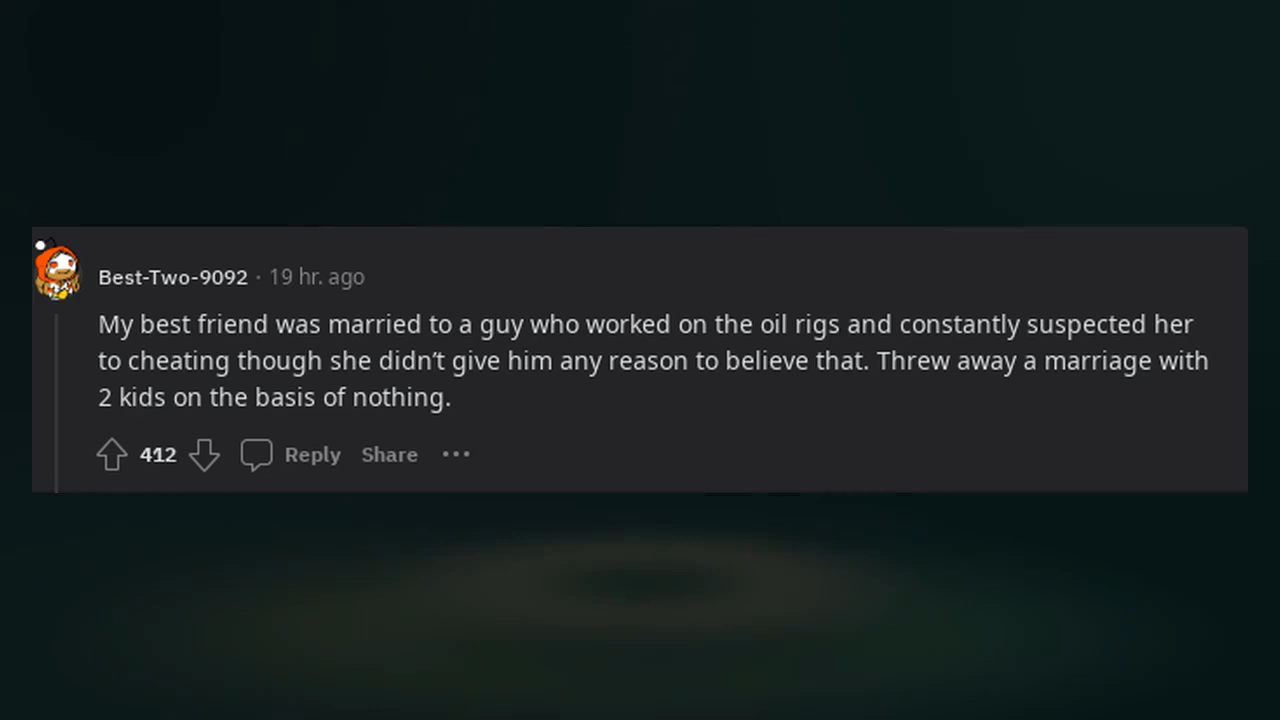 Best-Two-9092 · 19 hr. ago
My best friend was married to a guy who worked on the oil rigs and constantly suspected her
to cheating though she didn’t give him any reason to believe that. Threw away a marriage with
2 kids on the basis of nothing.
412 Reply Share ···